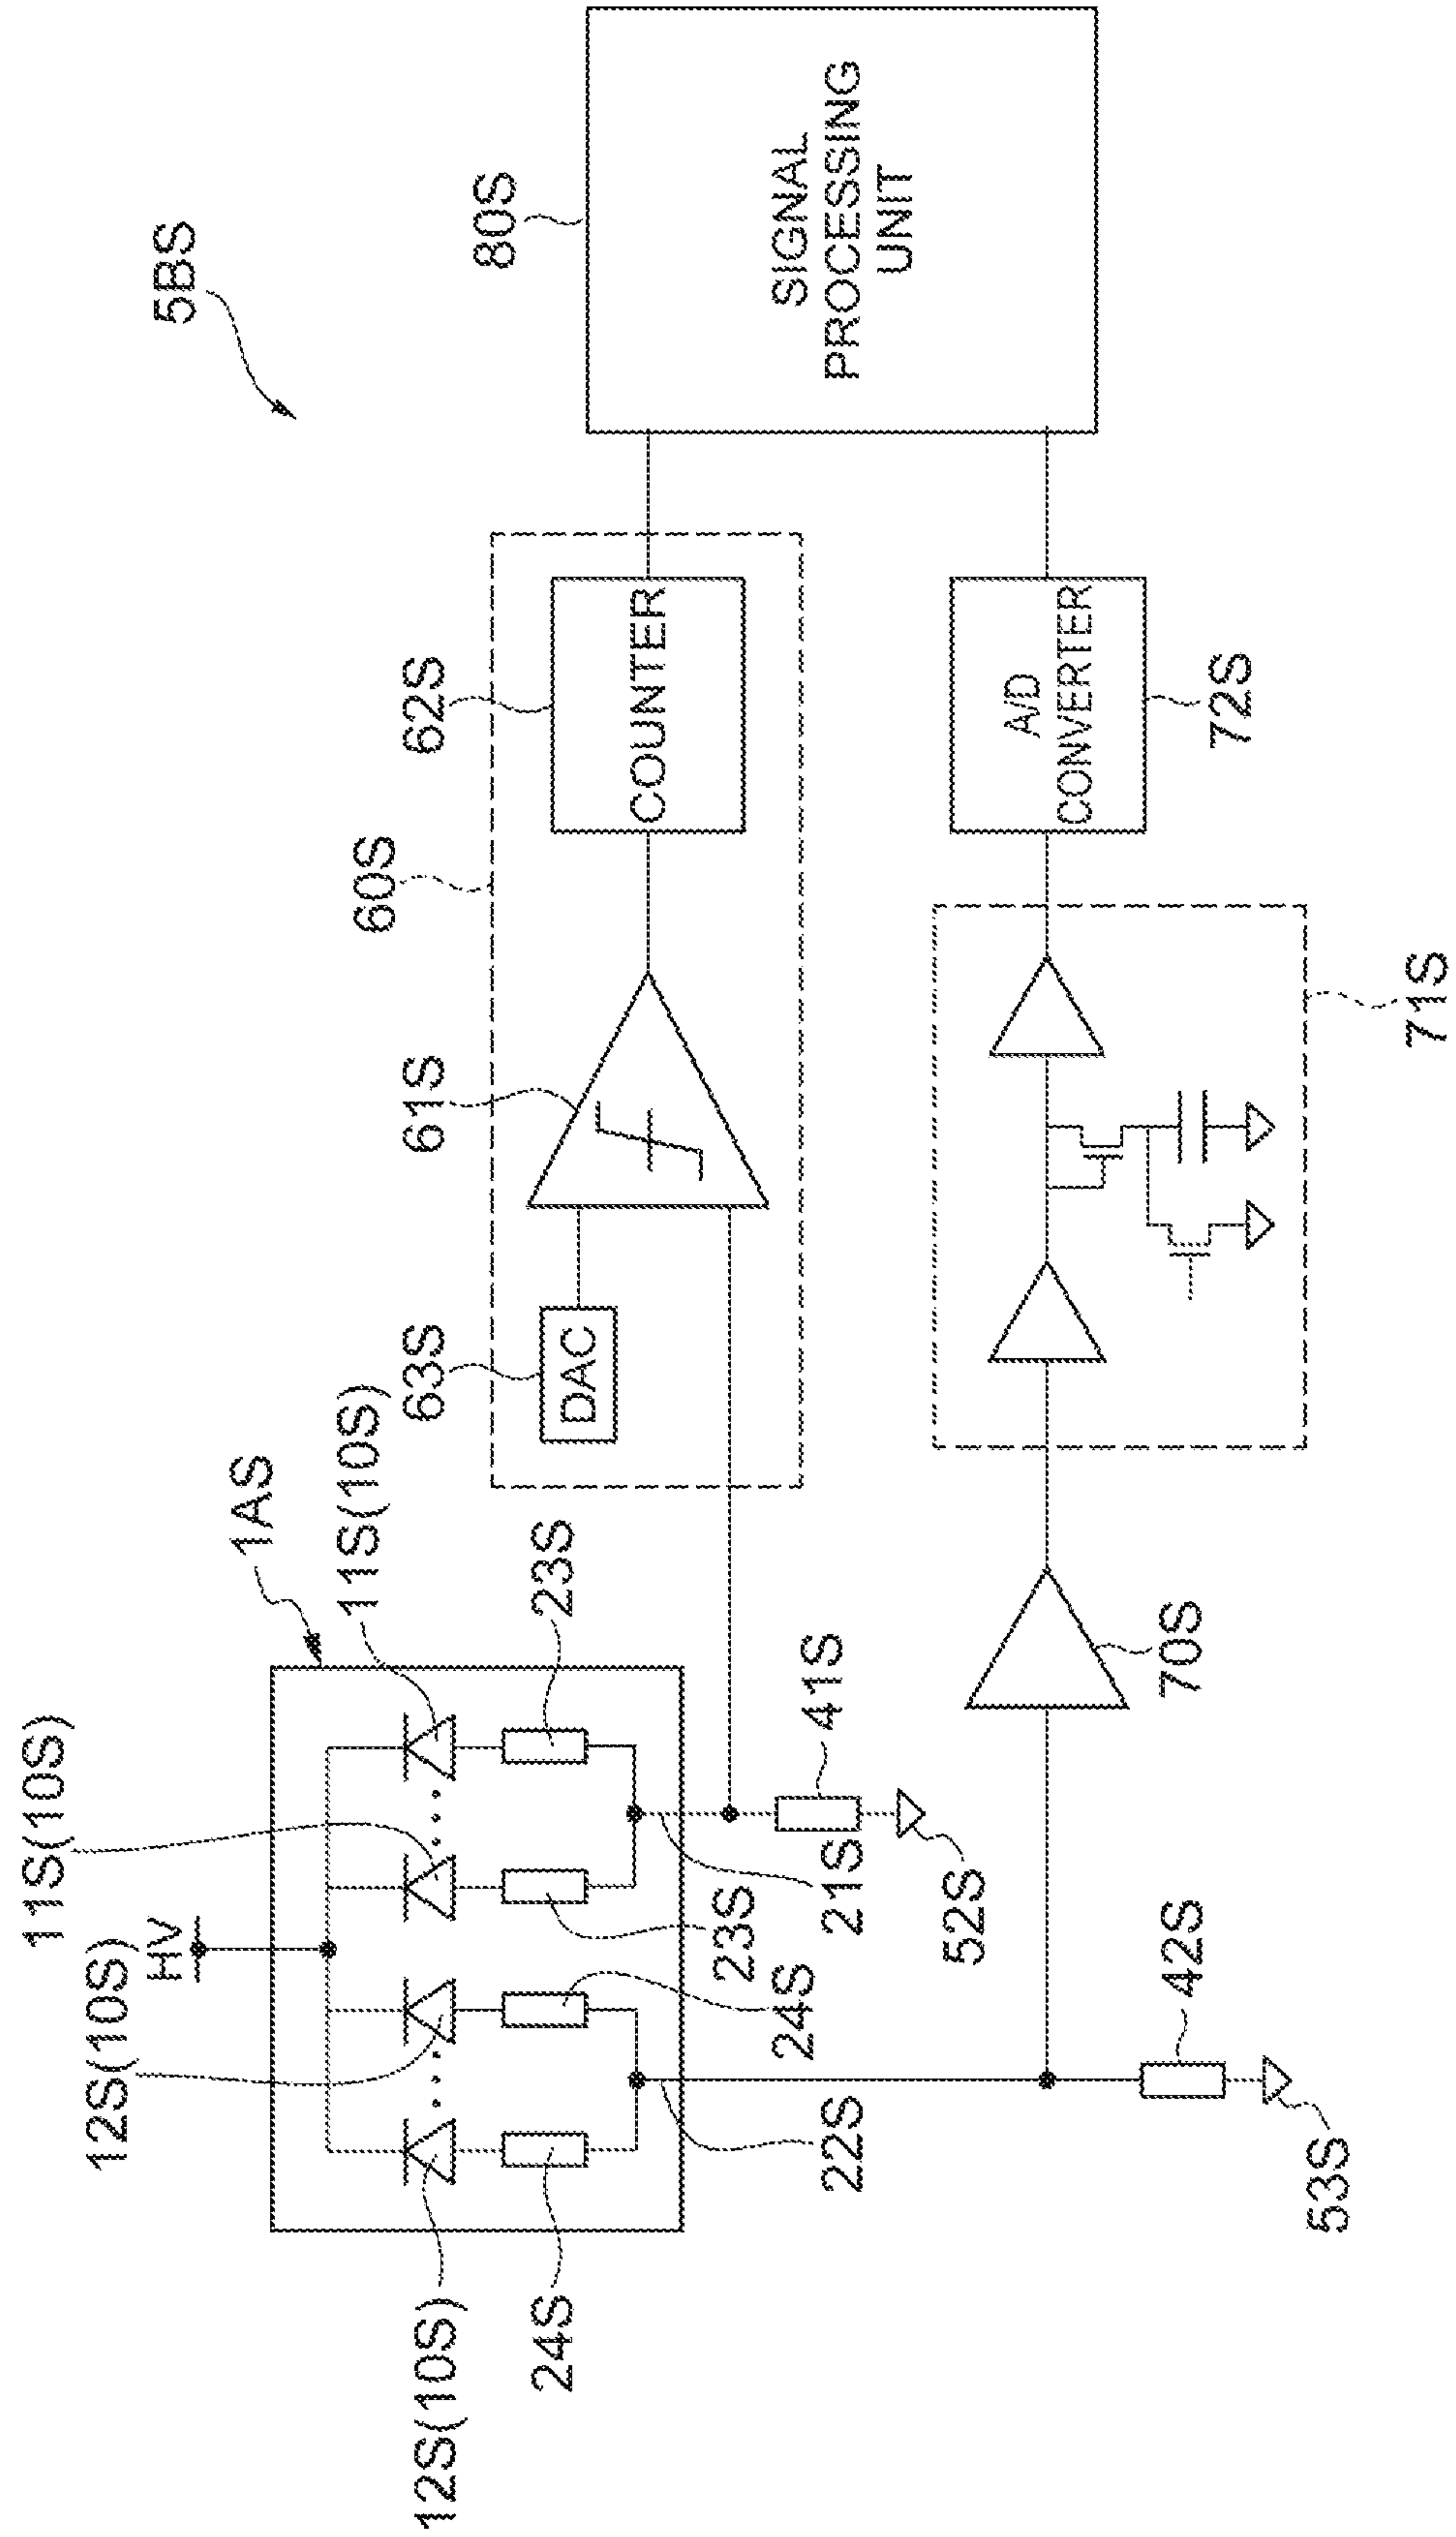 5BS
1AS
HV
11S(10S)
11S(10S)
12S(10S)
12S(10S)
23S
23S
24S
24S
21S
22S
41S
42S
52S
53S
60S
61S
62S
63S
DAC
COUNTER
70S
71S
72S
A/D
CONVERTER
80S
SIGNAL
PROCESSING
UNIT